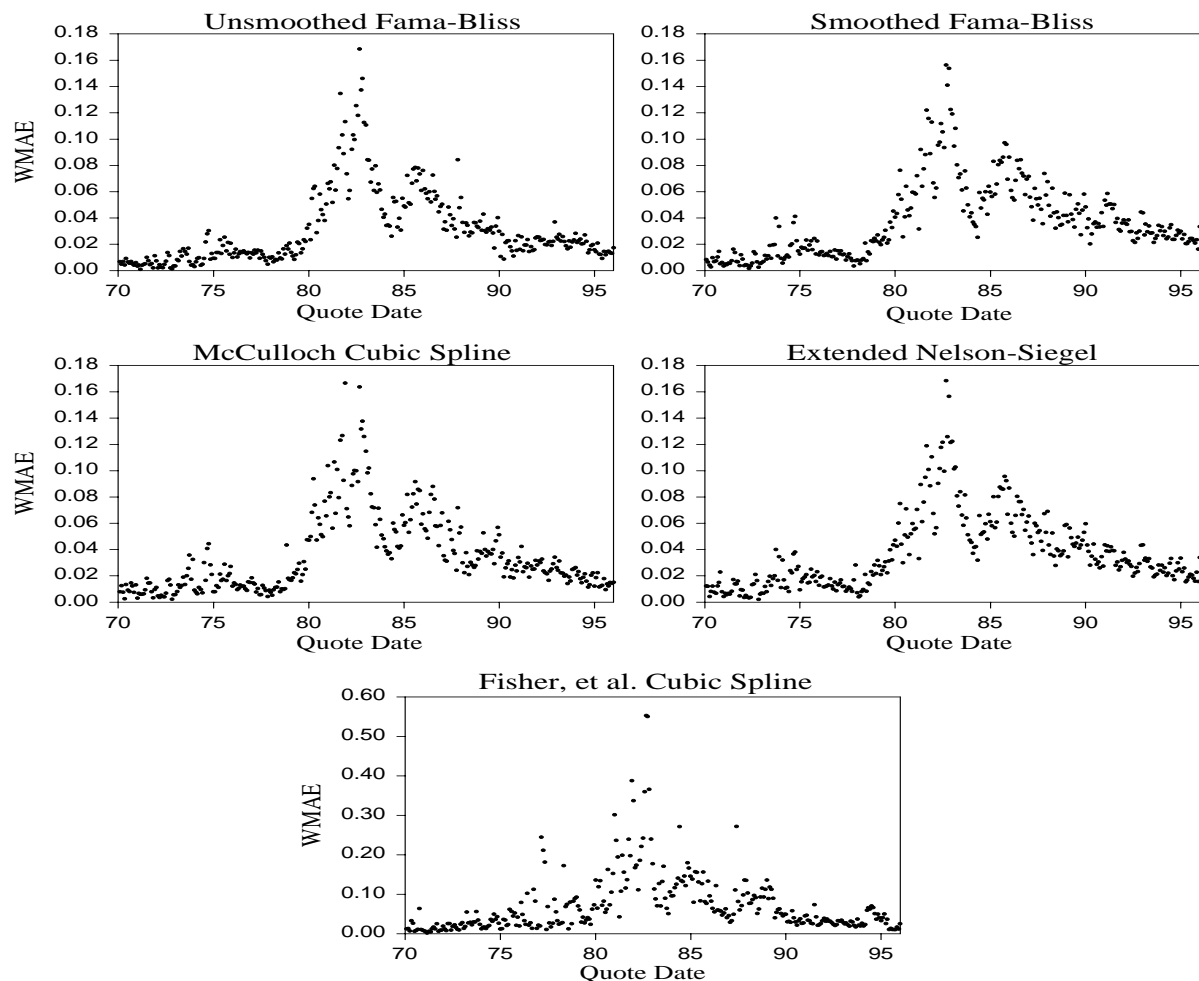 Unsmoothed Fama-Bliss
0.18
0.16
0.14
0.12
0.10
0.08
0.06
0.04
0.02
0.00
WMAE
70 75 80 85 90 95
Quote Date
Smoothed Fama-Bliss
0.18
0.16
0.14
0.12
0.10
0.08
0.06
0.04
0.02
0.00
70 75 80 85 90 95
Quote Date
McCulloch Cubic Spline
0.18
0.16
0.14
0.12
0.10
0.08
0.06
0.04
0.02
0.00
WMAE
70 75 80 85 90 95
Quote Date
Extended Nelson-Siegel
0.18
0.16
0.14
0.12
0.10
0.08
0.06
0.04
0.02
0.00
70 75 80 85 90 95
Quote Date
Fisher, et al. Cubic Spline
0.60
0.50
0.40
0.30
0.20
0.10
0.00
WMAE
70 75 80 85 90 95
Quote Date